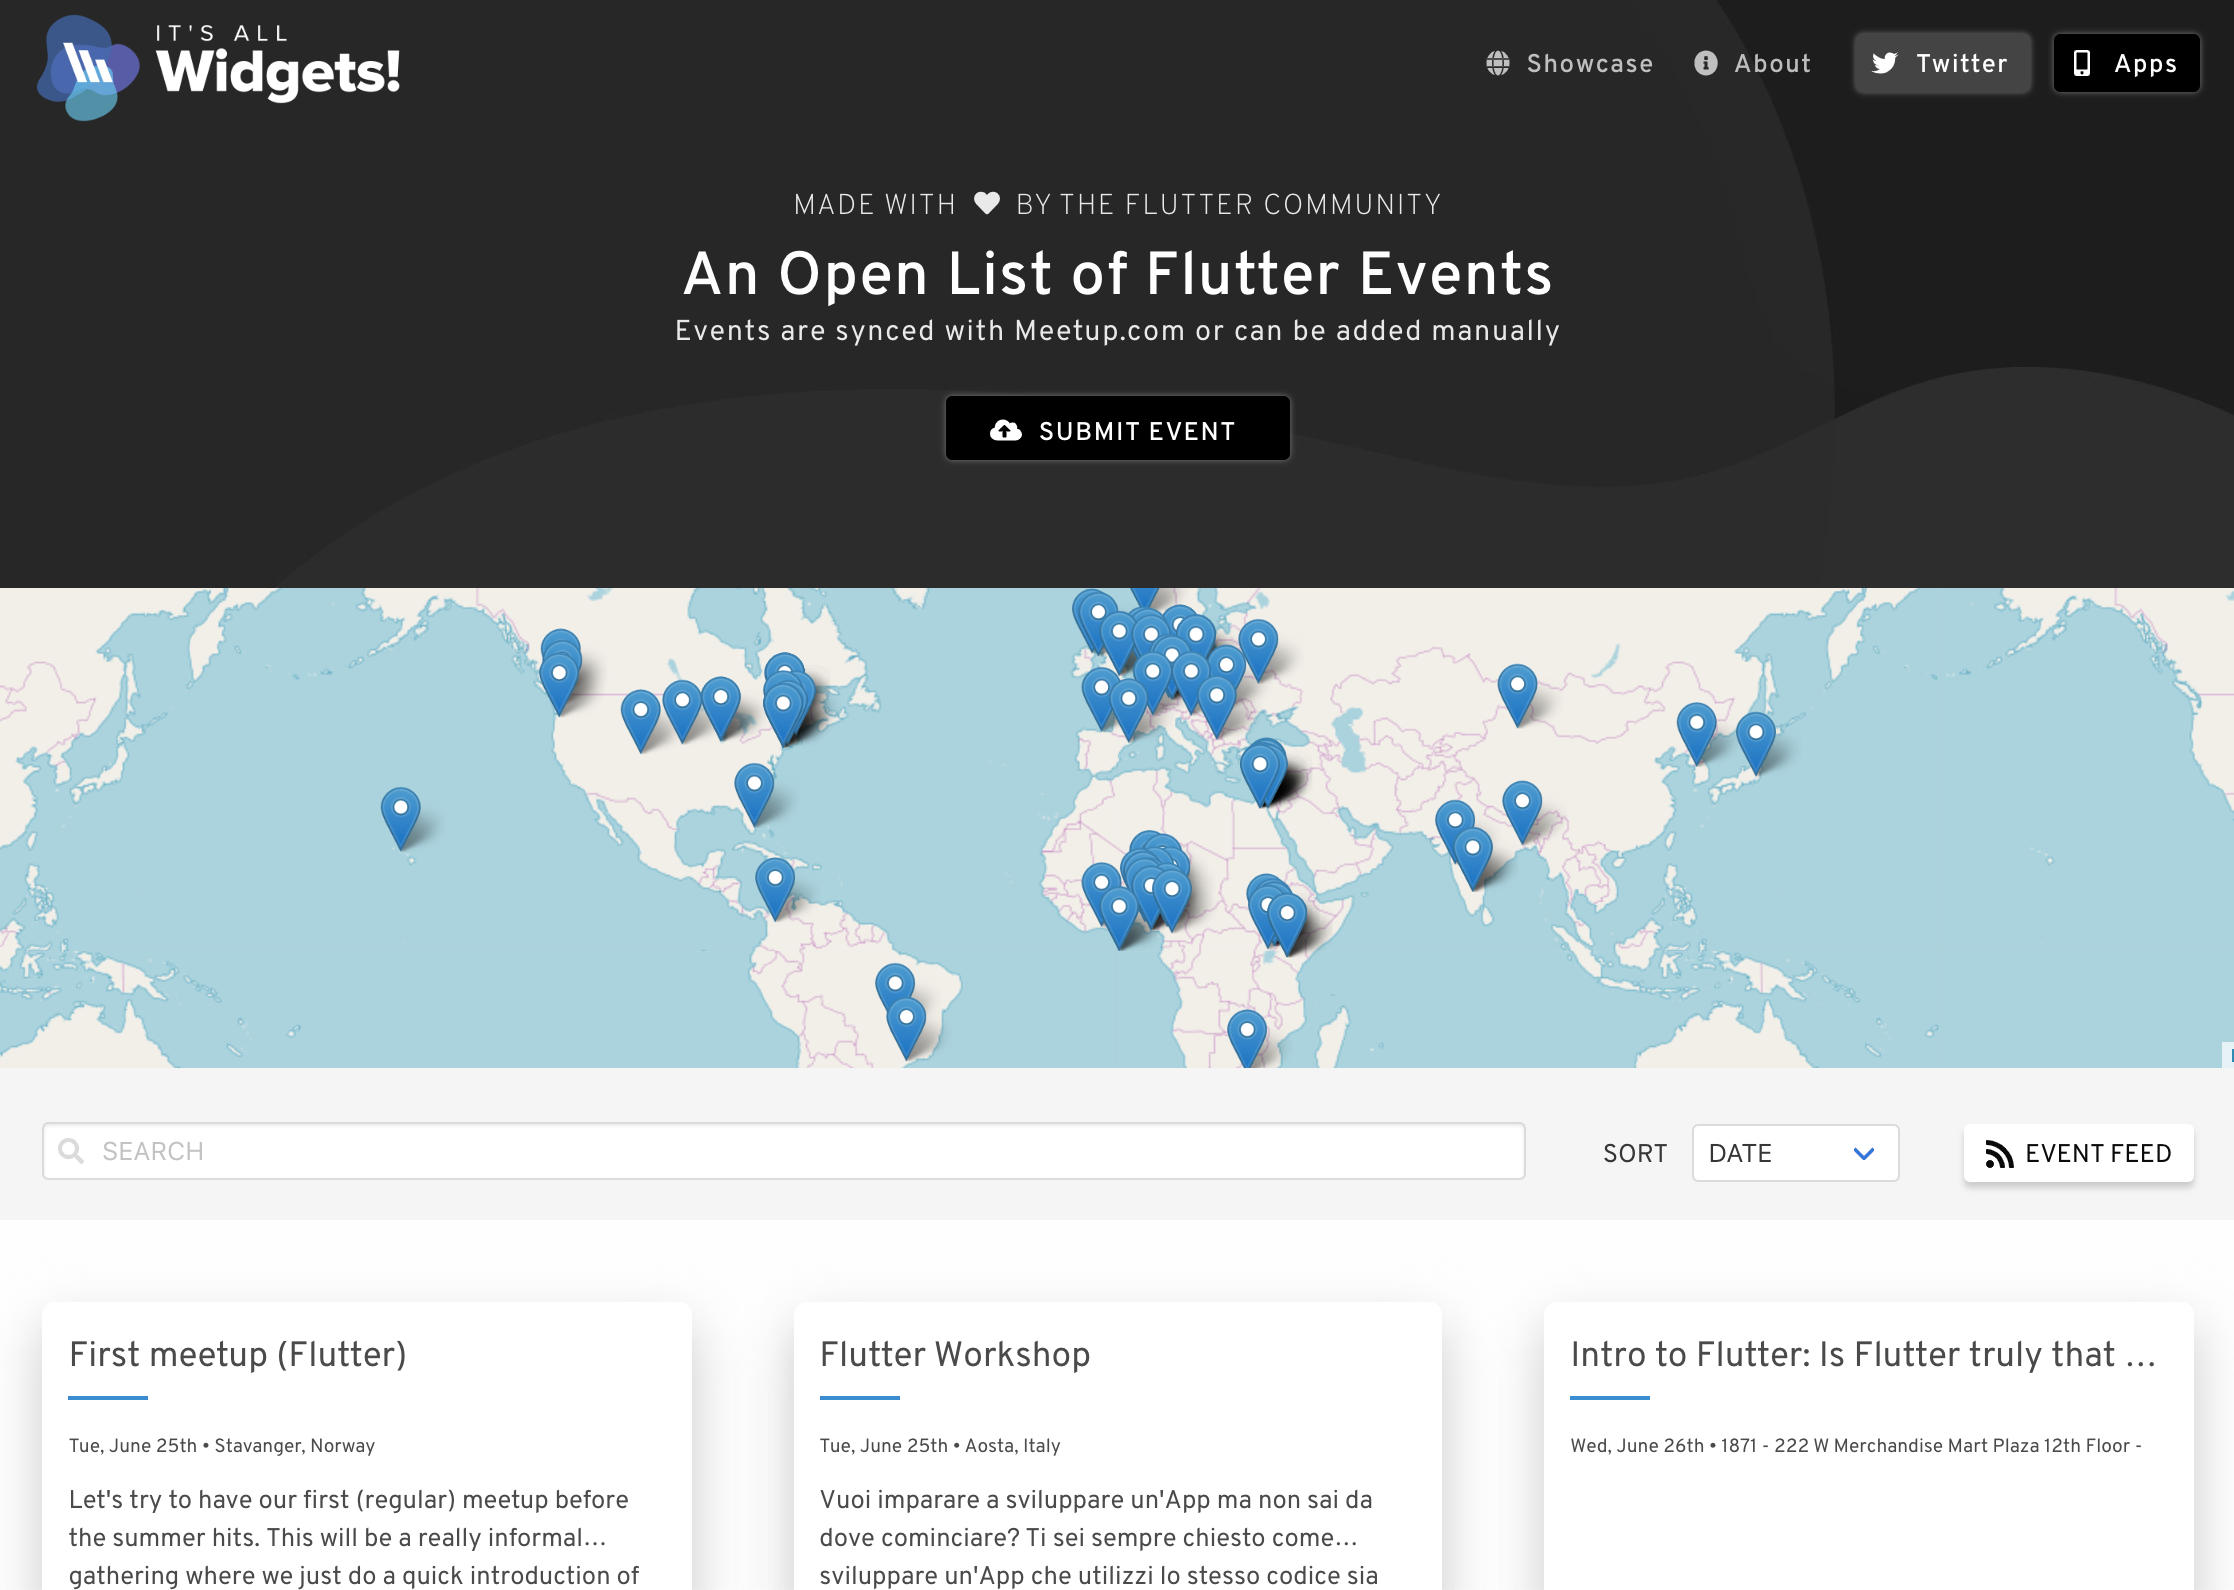 IT'S ALL
Widgets!
Showcase
About
Twitter
Apps
MADE WITH BY THE FLUTTER COMMUNITY
An Open List of Flutter Events
Events are synced with Meetup.com or can be added manually
SUBMIT EVENT
SEARCH
SORT
DATE
EVENT FEED
First meetup (Flutter)
Tue, June 25th • Stavanger, Norway
Let's try to have our first (regular) meetup before
the summer hits. This will be a really informal...
gathering where we just do a quick introduction of
Flutter Workshop
Tue, June 25th • Aosta, Italy
Vuoi imparare a sviluppare un'App ma non sai da
dove cominciare? Ti sei sempre chiesto come...
sviluppare un'App che utilizzi lo stesso codice sia
Intro to Flutter: Is Flutter truly that ...
Wed, June 26th • 1871 - 222 W Merchandise Mart Plaza 12th Floor -